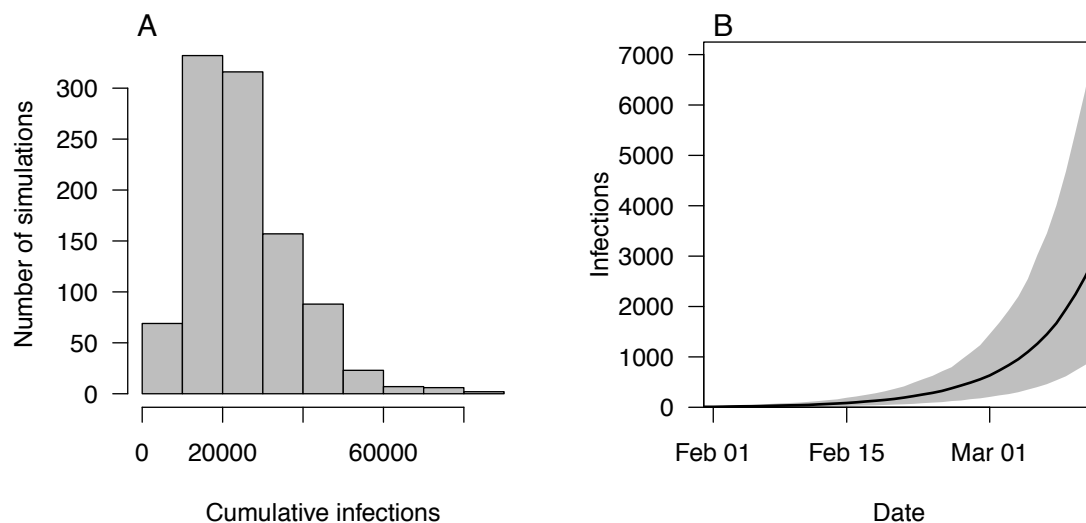 A
Number of simulations
300
250
200
150
100
50
0
0 20000 60000
Cumulative infections
B
Infections
7000
6000
5000
4000
3000
2000
1000
0
Feb 01 Feb 15 Mar 01
Date